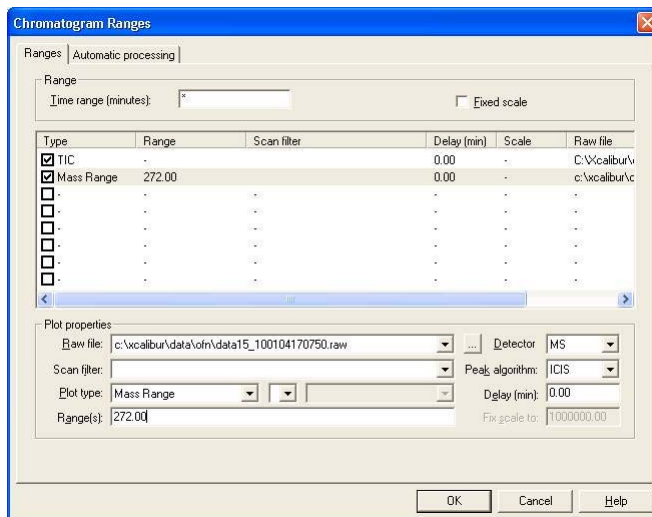 Chromatogram Ranges
Ranges Automatic processing
Range
Time range (minutes): * Fixed scale
Type Range Scan filter Delay (min) Scale Raw file
TIC - 0.00 - C:\Xcalibur\
Mass Range 272.00 0.00 - c:\xcalibur\
- - - - - -
- - - - - -
- - - - - -
- - - - - -
- - - - - -
- - - - - -
Plot properties
Raw file: c:\xcalibur\data\ofn\data15_100104170750.raw ... Detector MS
Scan filter: Peak algorithm: ICIS
Plot type: Mass Range Delay (min): 0.00
Range(s): 272.00 Fix scale to: 1000000.00
OK Cancel Help